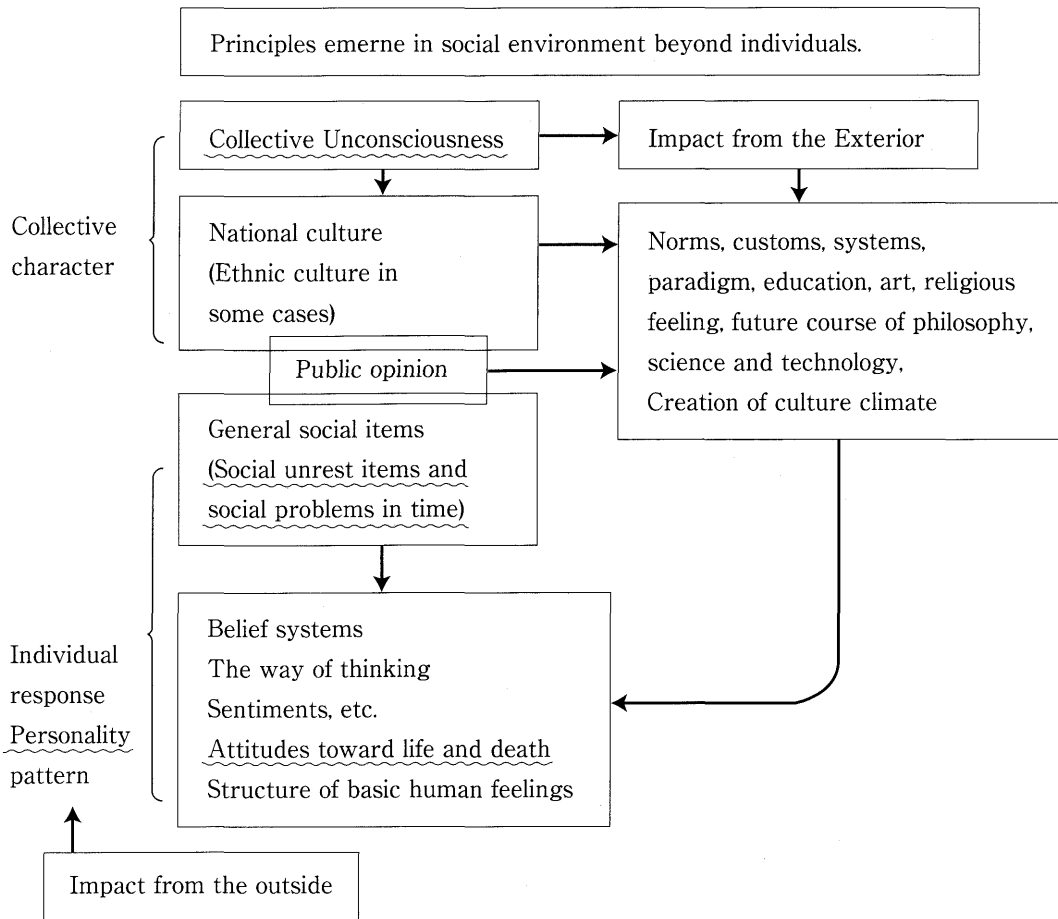 Principles emerne in social environment beyond individuals.
Collective Unconsciousness
Impact from the Exterior
Collective
character
National culture
(Ethnic culture in
some cases)
Norms, customs, systems,
paradigm, education, art, religious
feeling, future course of philosophy,
science and technology,
Creation of culture climate
Public opinion
General social items
(Social unrest items and
social problems in time)
Individual
response
Personality
pattern
Belief systems
The way of thinking
Sentiments, etc.
Attitudes toward life and death
Structure of basic human feelings
Impact from the outside